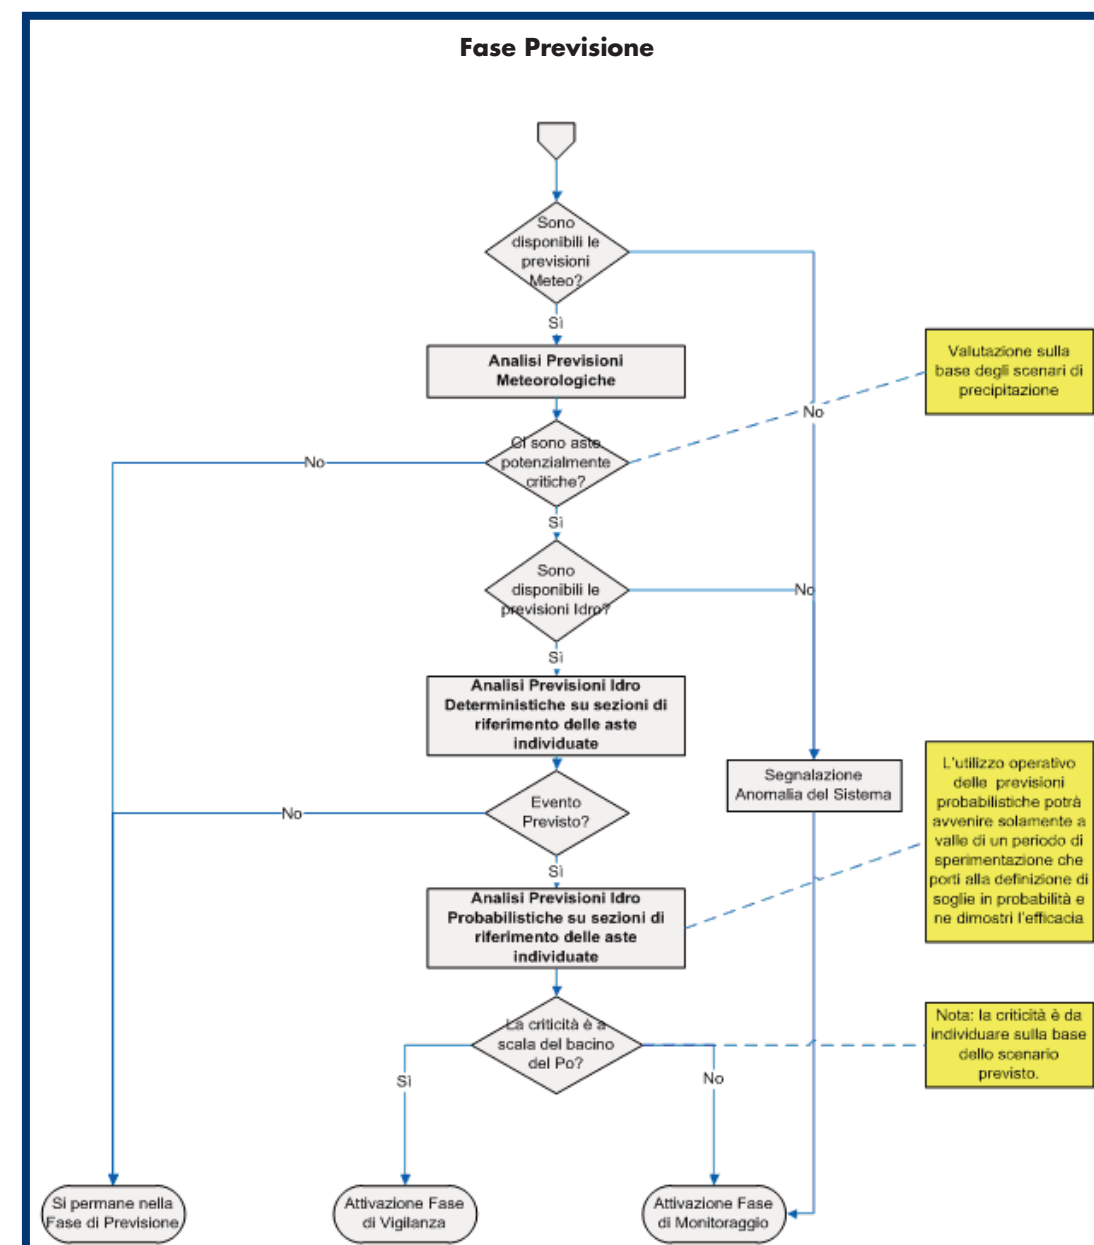 Fase Previsione
Sono
disponibili le
previsioni
Meteo?
Sì
Analisi Previsioni
Meteorologiche
Valutazione sulla
base degli scenari di
precipitazione
No
Ci sono aste
potenzialmente
critiche?
No
Sì
Sono
disponibili le
previsioni Idro?
No
Sì
Analisi Previsioni Idro
Deterministiche su sezioni di
riferimento delle aste
individuate
Segnalazione
Anomalia del Sistema
L'utilizzo operativo
delle previsioni
probabilistiche potrà
avvenire solamente a
valle di un periodo di
sperimentazione che
porti alla definizione di
soglie in probabilità e
ne dimostri l'efficacia
Evento
Previsto?
No
Sì
Analisi Previsioni Idro
Probabilistiche su sezioni di
riferimento delle aste
individuate
La criticità è a
scala del bacino
del Po?
Nota: la criticità è da
individuare sulla base
dello scenario
previsto.
Sì
No
Si permane nella
Fase di Previsione
Attivazione Fase
di Vigilanza
Attivazione Fase
di Monitoraggio